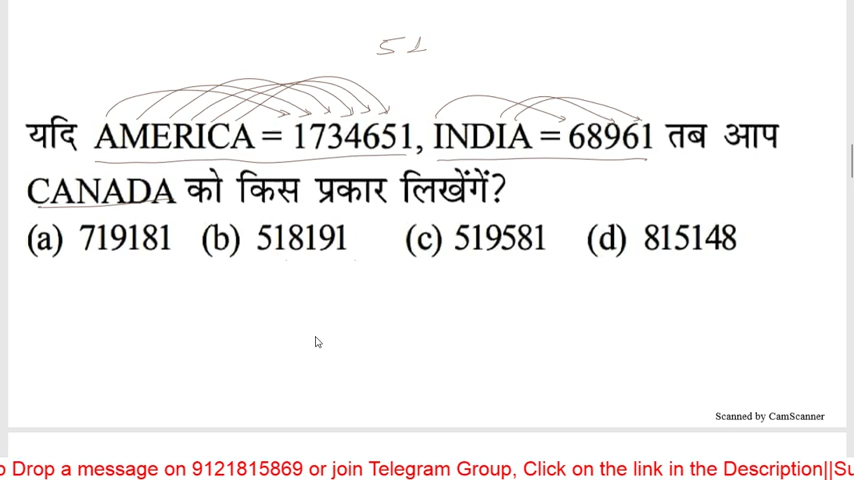 51
यदि AMERICA = 1734651, INDIA = 68961 तब आप
CANADA को किस प्रकार लिखेंगें?
(a) 719181 (b) 518191 (c) 519581 (d) 815148
Scanned by CamScanner
o Drop a message on 9121815869 or join Telegram Group, Click on the link in the Description||Su